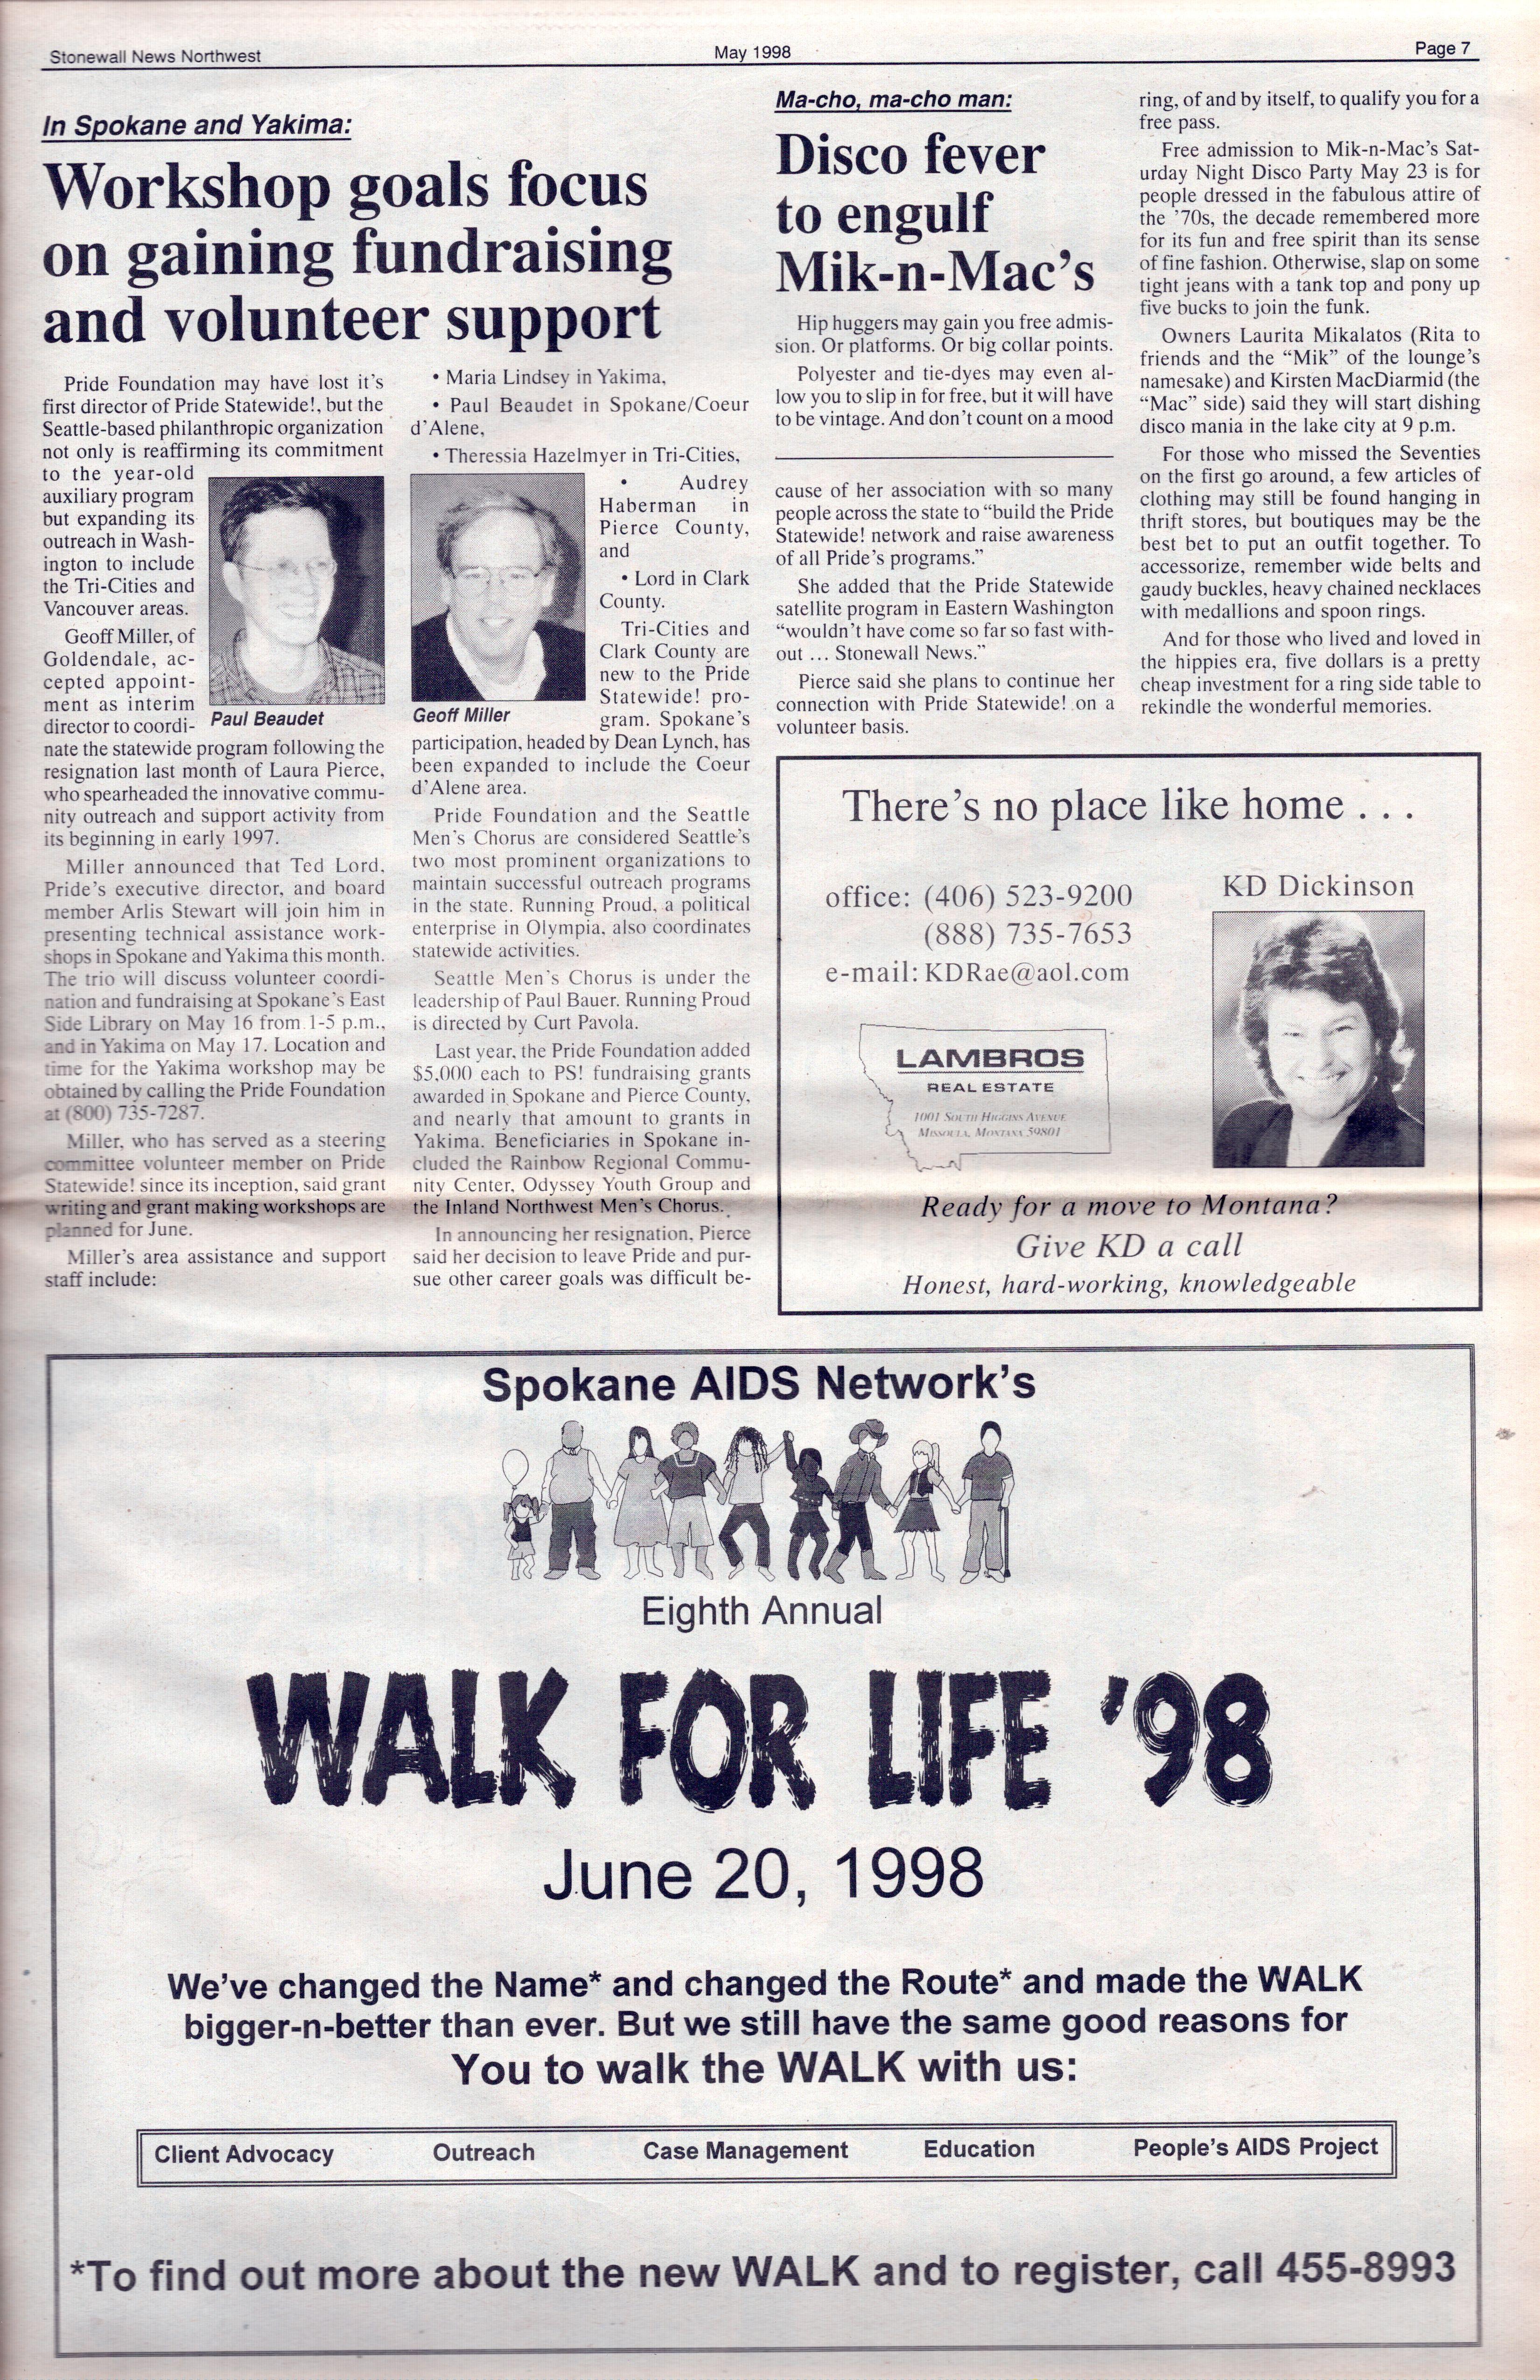 Stonewall News Northwest
May 1998
Page 7
In Spokane and Yakima:
Workshop goals focus
on gaining fundraising
and volunteer support
Pride Foundation may have lost it's
first director of Pride Statewide!, but the
Seattle-based philanthropic organization
not only is reaffirming its commitment
to the year-old
auxiliary program
but expanding its
outreach in Wash-
ington to include
the Tri-Cities and
Vancouver areas.
Geoff Miller, of
Goldendale, ac-
cepted appoint-
ment as interim
director to coordi-
Paul Beaudet
nate the statewide program following the
resignation last month of Laura Pierce,
who spearheaded the innovative commu-
nity outreach and support activity from
its beginning in early 1997.
Miller announced that Ted Lord,
Pride's executive director, and board
member Arlis Stewart will join him in
presenting technical assistance work-
shops in Spokane and Yakima this month.
The trio will discuss volunteer coordi-
nation and fundraising at Spokane's East
Side Library on May 16 from 1-5 p.m.,
and in Yakima on May 17. Location and
time for the Yakima workshop may be
obtained by calling the Pride Foundation
at (800) 735-7287.
Miller, who has served as a steering
committee volunteer member on Pride
Statewide! since its inception, said grant
writing and grant making workshops are
planned for June.
Miller's area assistance and support
staff include:
• Maria Lindsey in Yakima,
• Paul Beaudet in Spokane/Coeur
d'Alene,
• Theressia Hazelmyer in Tri-Cities,
• Audrey
Haberman in
Pierce County,
and
• Lord in Clark
County.
Tri-Cities and
Clark County are
new to the Pride
Statewide! pro-
gram. Spokane's
Geoff Miller
participation, headed by Dean Lynch, has
been expanded to include the Coeur
d'Alene area.
Pride Foundation and the Seattle
Men's Chorus are considered Seattle's
two most prominent organizations to
maintain successful outreach programs
in the state. Running Proud, a political
enterprise in Olympia, also coordinates
statewide activities.
Seattle Men's Chorus is under the
leadership of Paul Bauer. Running Proud
is directed by Curt Pavola.
Last year, the Pride Foundation added
$5,000 each to PS! fundraising grants
awarded in Spokane and Pierce County,
and nearly that amount to grants in
Yakima. Beneficiaries in Spokane in-
cluded the Rainbow Regional Commu-
nity Center, Odyssey Youth Group and
the Inland Northwest Men's Chorus.
In announcing her resignation, Pierce
said her decision to leave Pride and pur-
sue other career goals was difficult be-
cause of her association with so many
people across the state to "build the Pride
Statewide! network and raise awareness
of all Pride's programs."
She added that the Pride Statewide
satellite program in Eastern Washington
"wouldn't have come so far so fast with-
out ... Stonewall News."
Pierce said she plans to continue her
connection with Pride Statewide! on a
volunteer basis.
Ma-cho, ma-cho man:
Disco fever
to engulf
Mik-n-Mac's
Hip huggers may gain you free admis-
sion. Or platforms. Or big collar points.
Polyester and tie-dyes may even al-
low you to slip in for free, but it will have
to be vintage. And don't count on a mood
ring, of and by itself, to qualify you for a
free pass.
Free admission to Mik-n-Mac's Sat-
urday Night Disco Party May 23 is for
people dressed in the fabulous attire of
the '70s, the decade remembered more
for its fun and free spirit than its sense
of fine fashion. Otherwise, slap on some
tight jeans with a tank top and pony up
five bucks to join the funk.
Owners Laurita Mikalatos (Rita to
friends and the "Mik" of the lounge's
namesake) and Kirsten MacDiarmid (the
"Mac" side) said they will start dishing
disco mania in the lake city at 9 p.m.
For those who missed the Seventies
on the first go around, a few articles of
clothing may still be found hanging in
thrift stores, but boutiques may be the
best bet to put an outfit together. To
accessorize, remember wide belts and
gaudy buckles, heavy chained necklaces
with medallions and spoon rings.
And for those who lived and loved in
the hippies era, five dollars is a pretty
cheap investment for a ring side table to
rekindle the wonderful memories.
There's no place like home . . .
office: (406) 523-9200
(888) 735-7653
e-mail: KDRae@aol.com
KD Dickinson
LAMBROS
REAL ESTATE
1001 South Higgins Avenue
Missoula, Montana 59801
Ready for a move to Montana?
Give KD a call
Honest, hard-working, knowledgeable
Spokane AIDS Network's
Eighth Annual
WALK FOR LIFE '98
June 20, 1998
We've changed the Name* and changed the Route* and made the WALK
bigger-n-better than ever. But we still have the same good reasons for
You to walk the WALK with us:
Client Advocacy Outreach Case Management Education People's AIDS Project
*To find out more about the new WALK and to register, call 455-8993